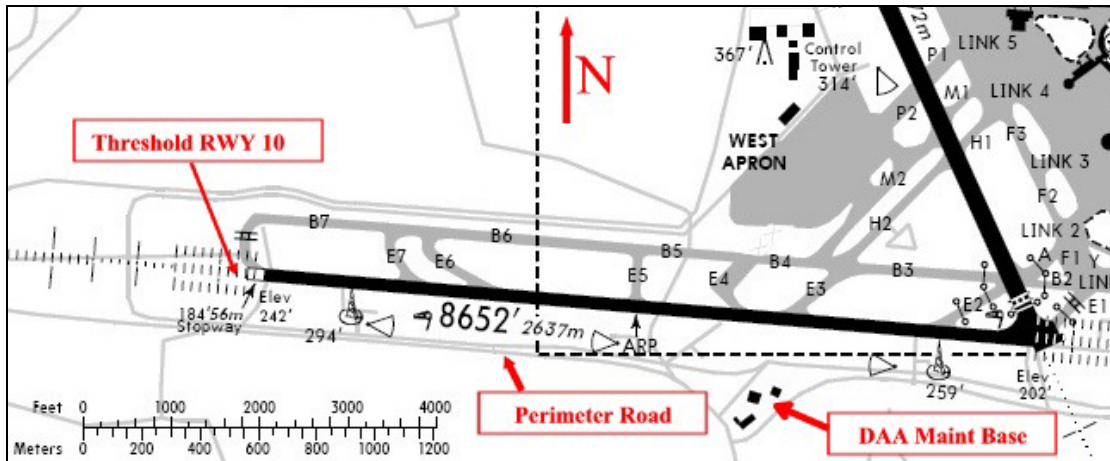 72m
LINK 5
P1
367'
Control
Tower
314'
N
LINK 4
M1
P2
Threshold RWY 10
WEST
APRON
H1
F3
LINK 3
M2
F2
H2
LINK 2
B7
B6
B5
B4
B3
A
F1 Y
E7
E6
E5
E4
E3
B2
LIN
E2
E1
184'56m
Stopway
Elev
242'
294'
8652' 2637m
ARP
259'
Elev
202'
Feet 0 1000 2000 3000 4000
Meters 0 200 400 600 800 1000 1200
Perimeter Road
DAA Maint Base